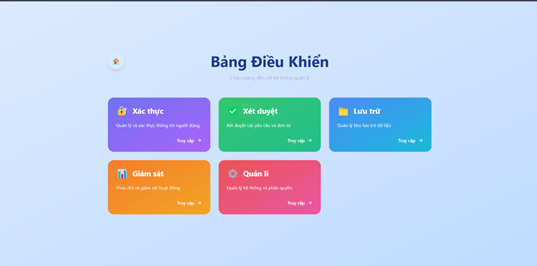 Bảng Điều Khiển
Chào mừng đến với hệ thống quản lý
Xác thực
Quản lý và xác thực thông tin người dùng
Truy cập →
Xét duyệt
Xét duyệt các yêu cầu và đơn từ
Truy cập →
Lưu trữ
Quản lý kho lưu trữ dữ liệu
Truy cập →
Giám sát
Theo dõi và giám sát hoạt động
Truy cập →
Quản lí
Quản lý hệ thống và phân quyền
Truy cập →